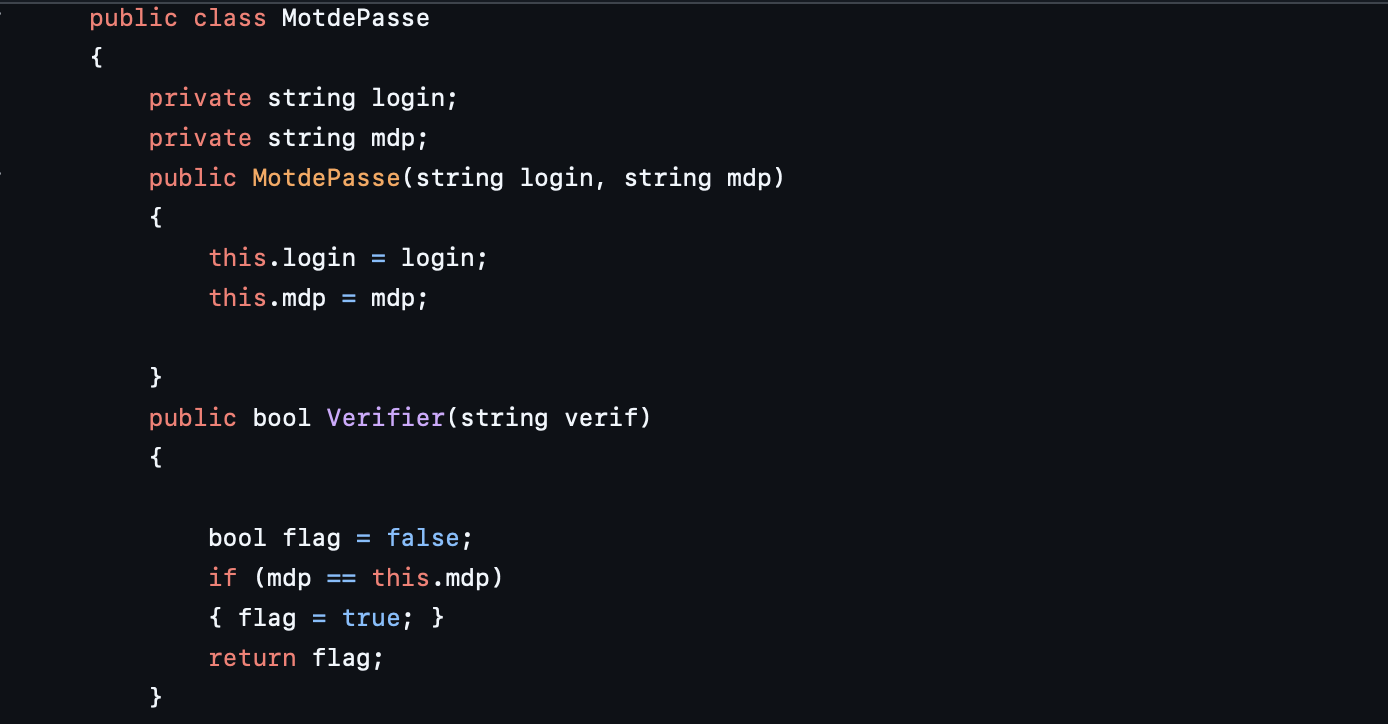 public class MotdePasse
{
private string login;
private string mdp;
public MotdePasse(string login, string mdp)
{
this.login = login;
this.mdp = mdp;
}
public bool Verifier(string verif)
{
bool flag = false;
if (mdp == this.mdp)
{ flag = true; }
return flag;
}